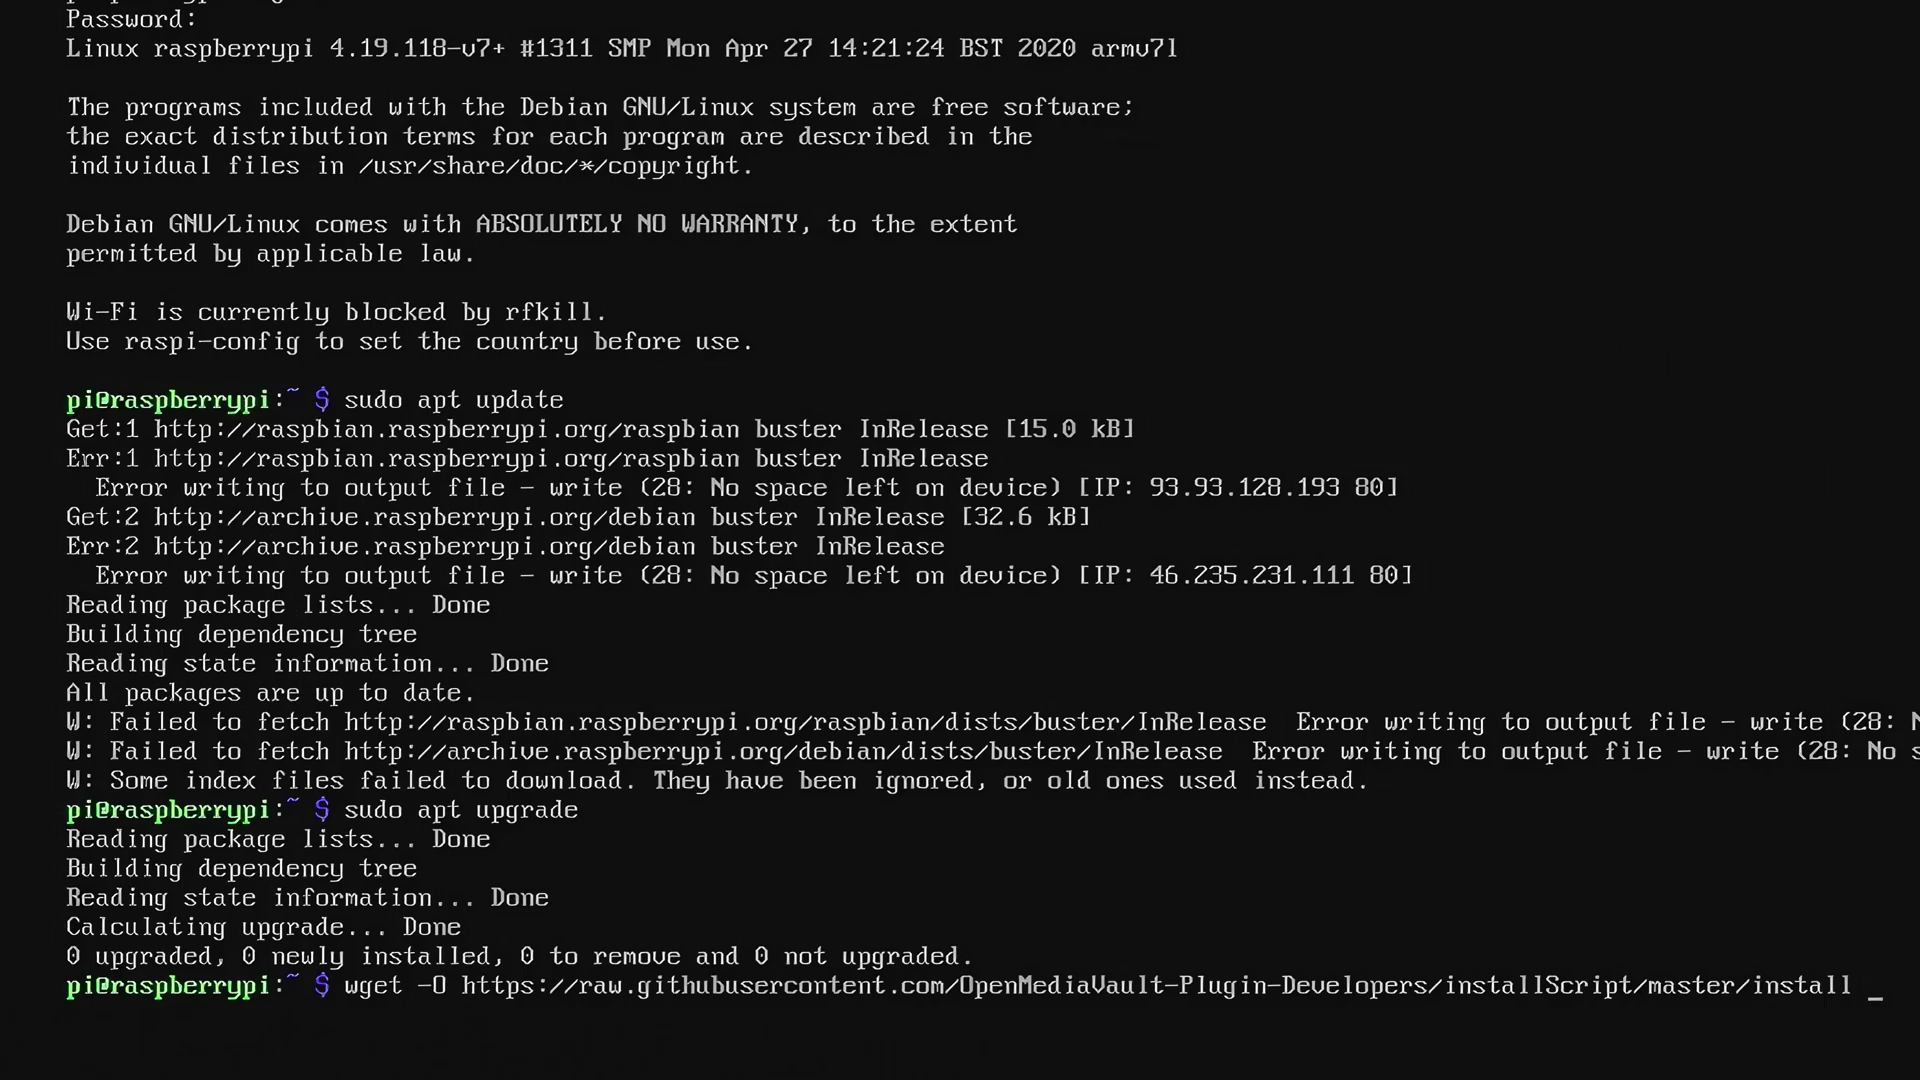 Password:
Linux raspberrypi 4.19.118-v7+ #1311 SMP Mon Apr 27 14:21:24 BST 2020 armv7l
The programs included with the Debian GNU/Linux system are free software;
the exact distribution terms for each program are described in the
individual files in /usr/share/doc/*/copyright.
Debian GNU/Linux comes with ABSOLUTELY NO WARRANTY, to the extent
permitted by applicable law.
Wi-Fi is currently blocked by rfkill.
Use raspi-config to set the country before use.
pi@raspberrypi:~ $ sudo apt update
Get:1 http://raspbian.raspberrypi.org/raspbian buster InRelease [15.0 kB]
Err:1 http://raspbian.raspberrypi.org/raspbian buster InRelease
  Error writing to output file - write (28: No space left on device) [IP: 93.93.128.193 80]
Get:2 http://archive.raspberrypi.org/debian buster InRelease [32.6 kB]
Err:2 http://archive.raspberrypi.org/debian buster InRelease
  Error writing to output file - write (28: No space left on device) [IP: 46.235.231.111 80]
Reading package lists... Done
Building dependency tree
Reading state information... Done
All packages are up to date.
W: Failed to fetch http://raspbian.raspberrypi.org/raspbian/dists/buster/InRelease  Error writing to output file - write (28:
W: Failed to fetch http://archive.raspberrypi.org/debian/dists/buster/InRelease  Error writing to output file - write (28: No
W: Some index files failed to download. They have been ignored, or old ones used instead.
pi@raspberrypi:~ $ sudo apt upgrade
Reading package lists... Done
Building dependency tree
Reading state information... Done
Calculating upgrade... Done
0 upgraded, 0 newly installed, 0 to remove and 0 not upgraded.
pi@raspberrypi:~ $ wget -O https://raw.githubusercontent.com/OpenMediaVault-Plugin-Developers/installScript/master/install _